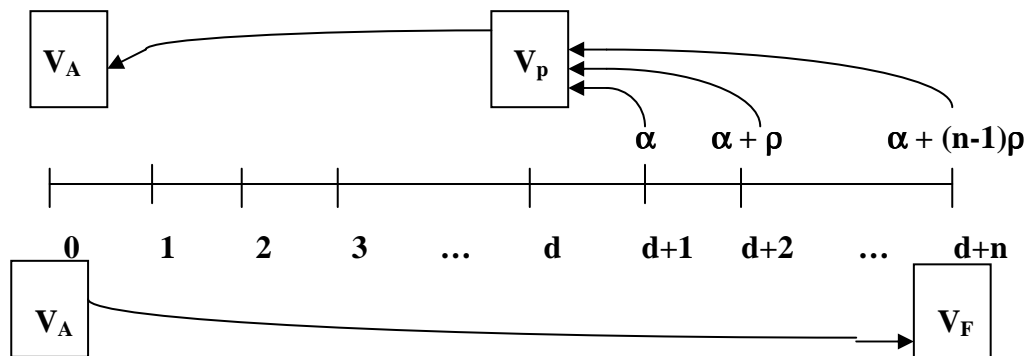 V_A V_p
α α + ρ α + (n-1)ρ
0 1 2 3 … d d+1 d+2 … d+n
V_A V_F